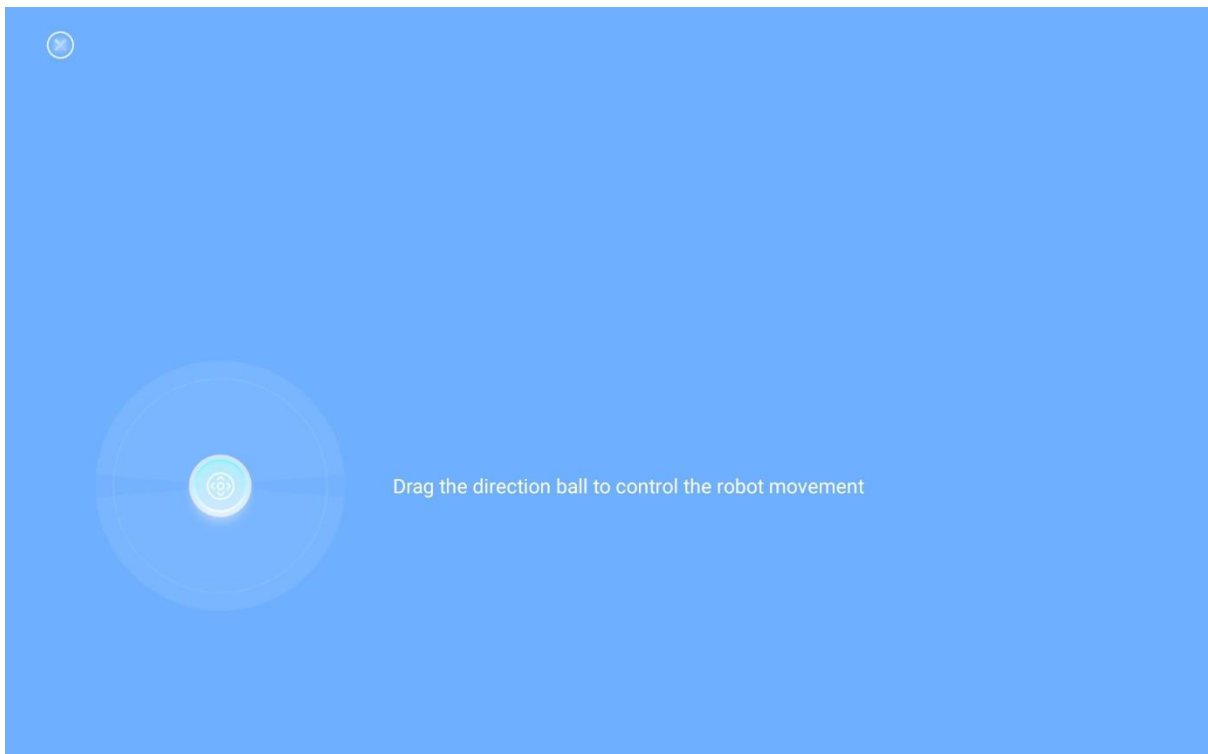 Drag the direction ball to control the robot movement